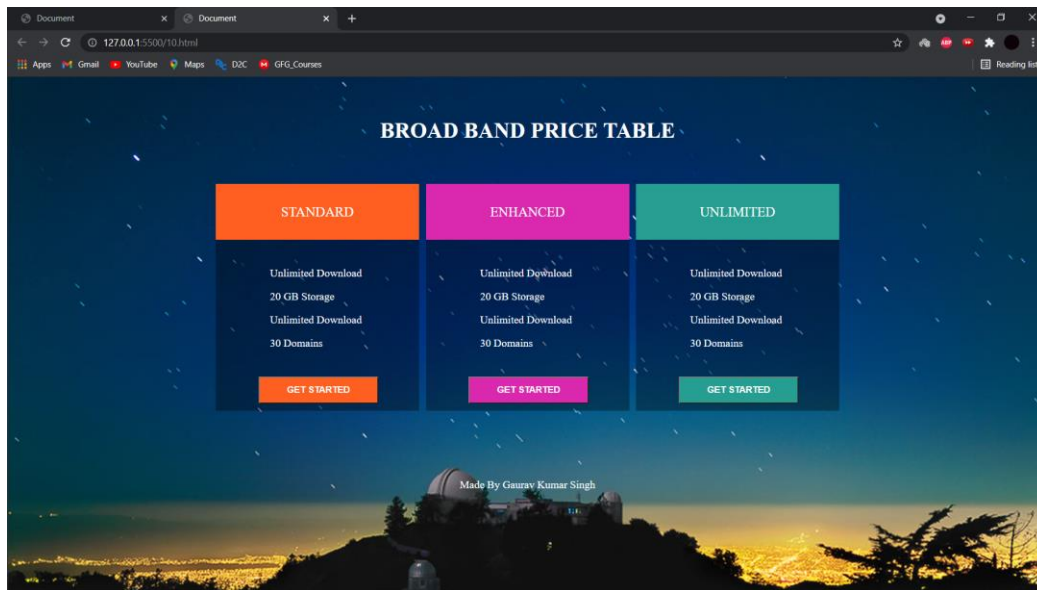 Document
Document
127.0.0.1:5500/10.html
ABP
Apps Gmail YouTube Maps D2C GFG_Courses Reading list
BROAD BAND PRICE TABLE
STANDARD ENHANCED UNLIMITED
Unlimited Download Unlimited Download Unlimited Download
20 GB Storage 20 GB Storage 20 GB Storage
Unlimited Download Unlimited Download Unlimited Download
30 Domains 30 Domains 30 Domains
GET STARTED GET STARTED GET STARTED
Made By Gaurav Kumar Singh